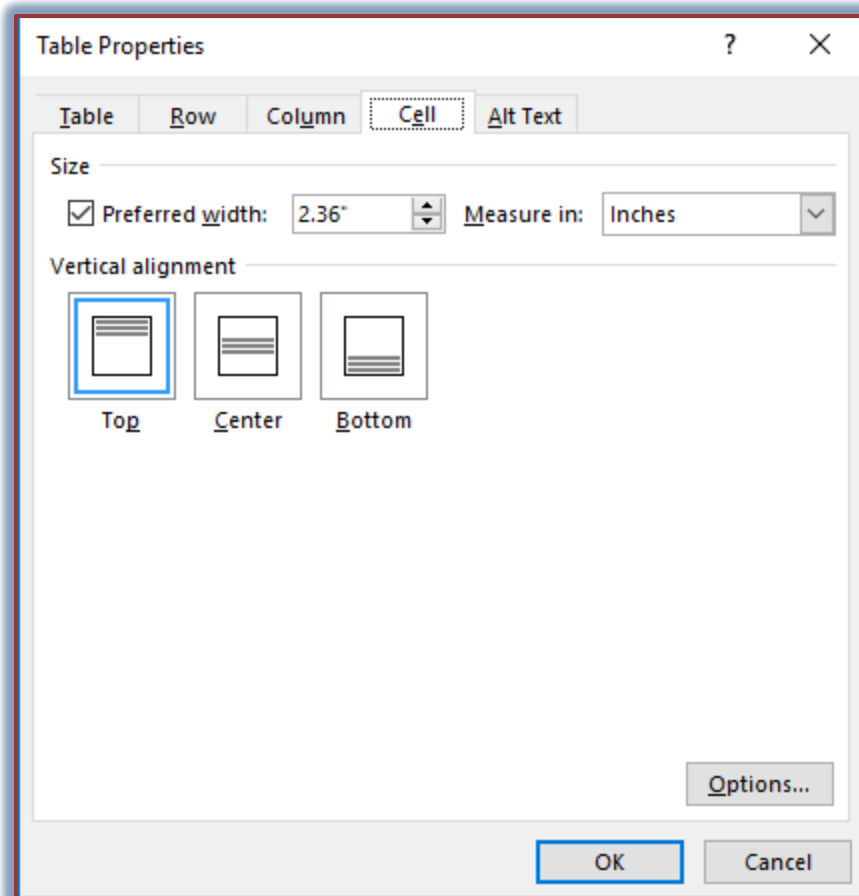 Table Properties ?
Table Row Column Cell Alt Text
Size
Preferred width: 2.36" Measure in: Inches
Vertical alignment
Top Center Bottom
Options...
OK Cancel